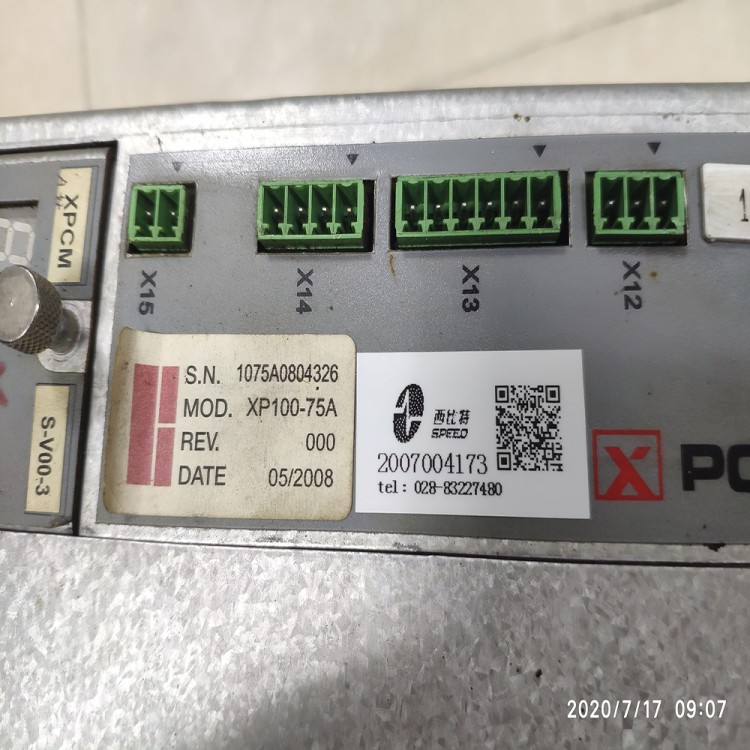 XPCM
S-V00-3
X15
X14
X13
X12
1
S.N. 1075A0804326
MOD. XP100-75A
REV. 000
DATE 05/2008
西比特
SPEED
2007004173
tel: 028-83227480
X PO
2020/7/17 09:07